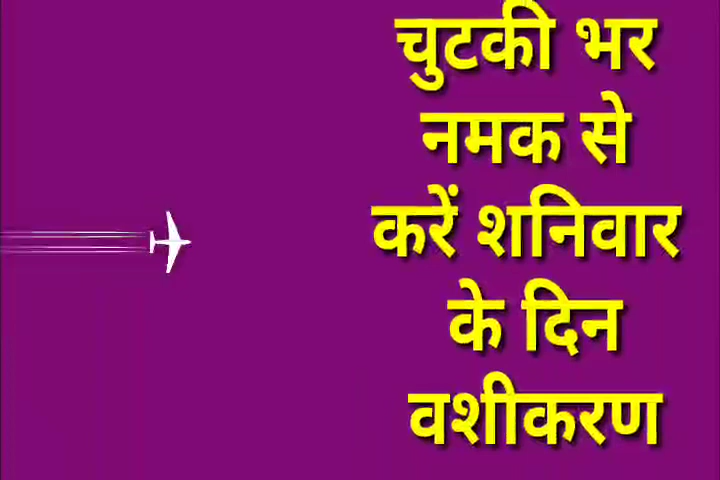 चुटकी भर
नमक से
करें शनिवार
के दिन
वशीकरण